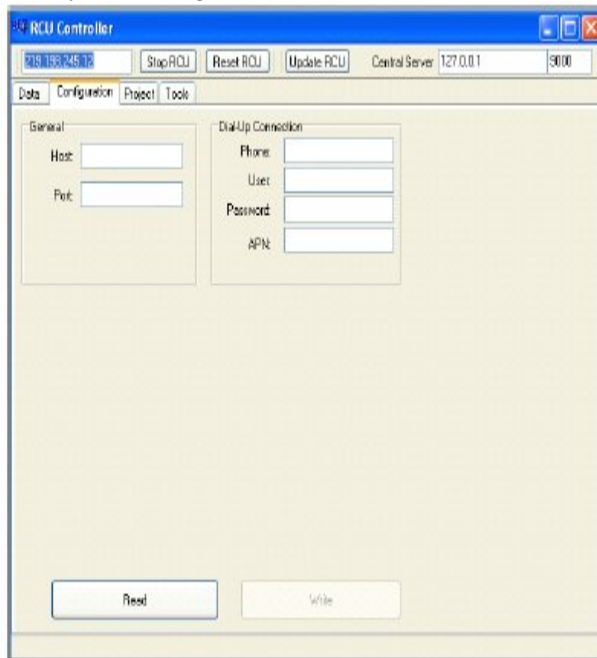 RCU Controller
219.198.245.12 Stop RCU Reset RCU Update RCU Central Server 127.0.0.1 9000
Data Configuration Project Tools
General Dial-Up Connection
Host: Phone:
User:
Port:
Password:
APN:
Read Write